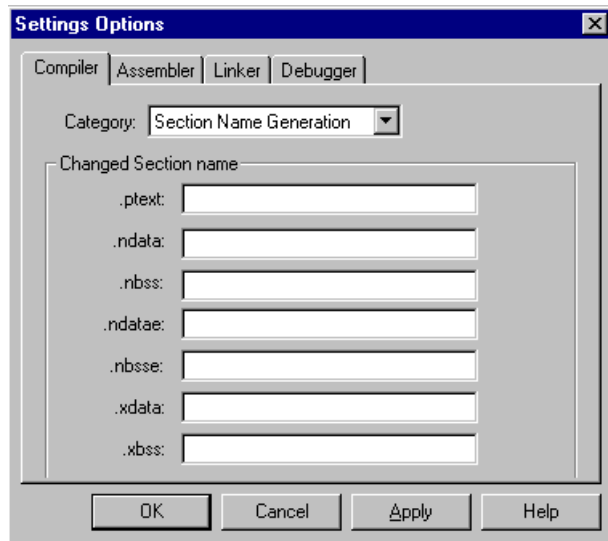 Settings Options
Compiler Assembler Linker Debugger
Category: Section Name Generation
Changed Section name
.ptext:
.ndata:
.nbss:
.ndatae:
.nbsse:
.xdata:
.xbss:
OK Cancel Apply Help